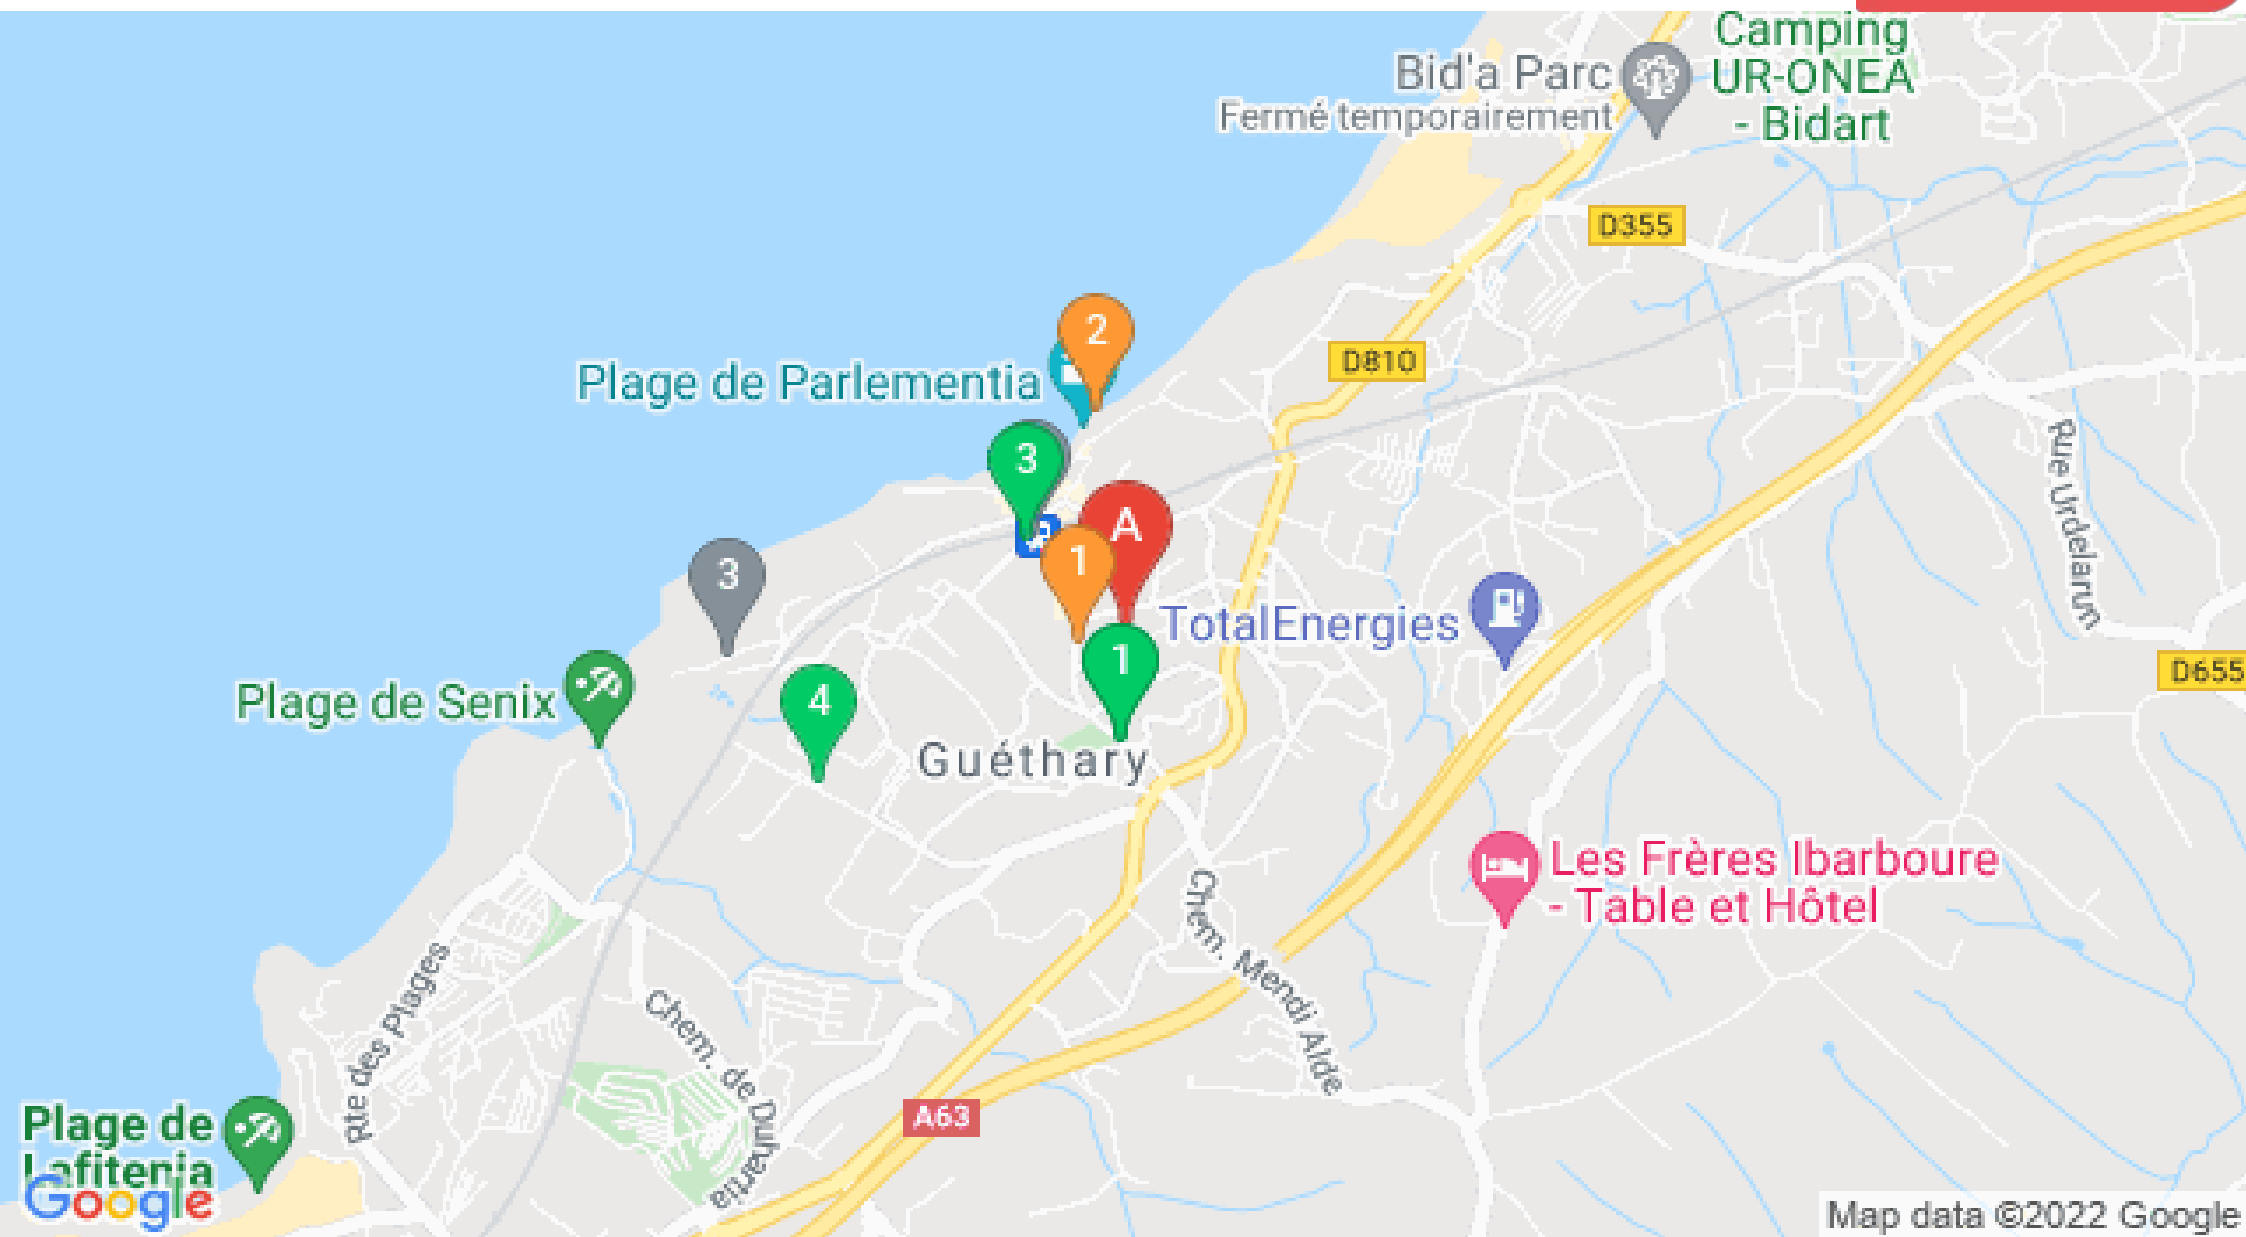 Camping
UR-ONEA
- Bidart
Bid'a Parc
Fermé temporairement
D355
2
D810
Plage de Parlementia
3
A
1
3
Rue Urdelarun
TotalEnergies
1
D655
Plage de Senix
4
Guéthary
Les Frères Ibarboure
- Table et Hôtel
Chem. Mendi Alde
Rte des Plages
Chem. de Duhartia
A63
Plage de
Lafitenia
Google
Map data ©2022 Google